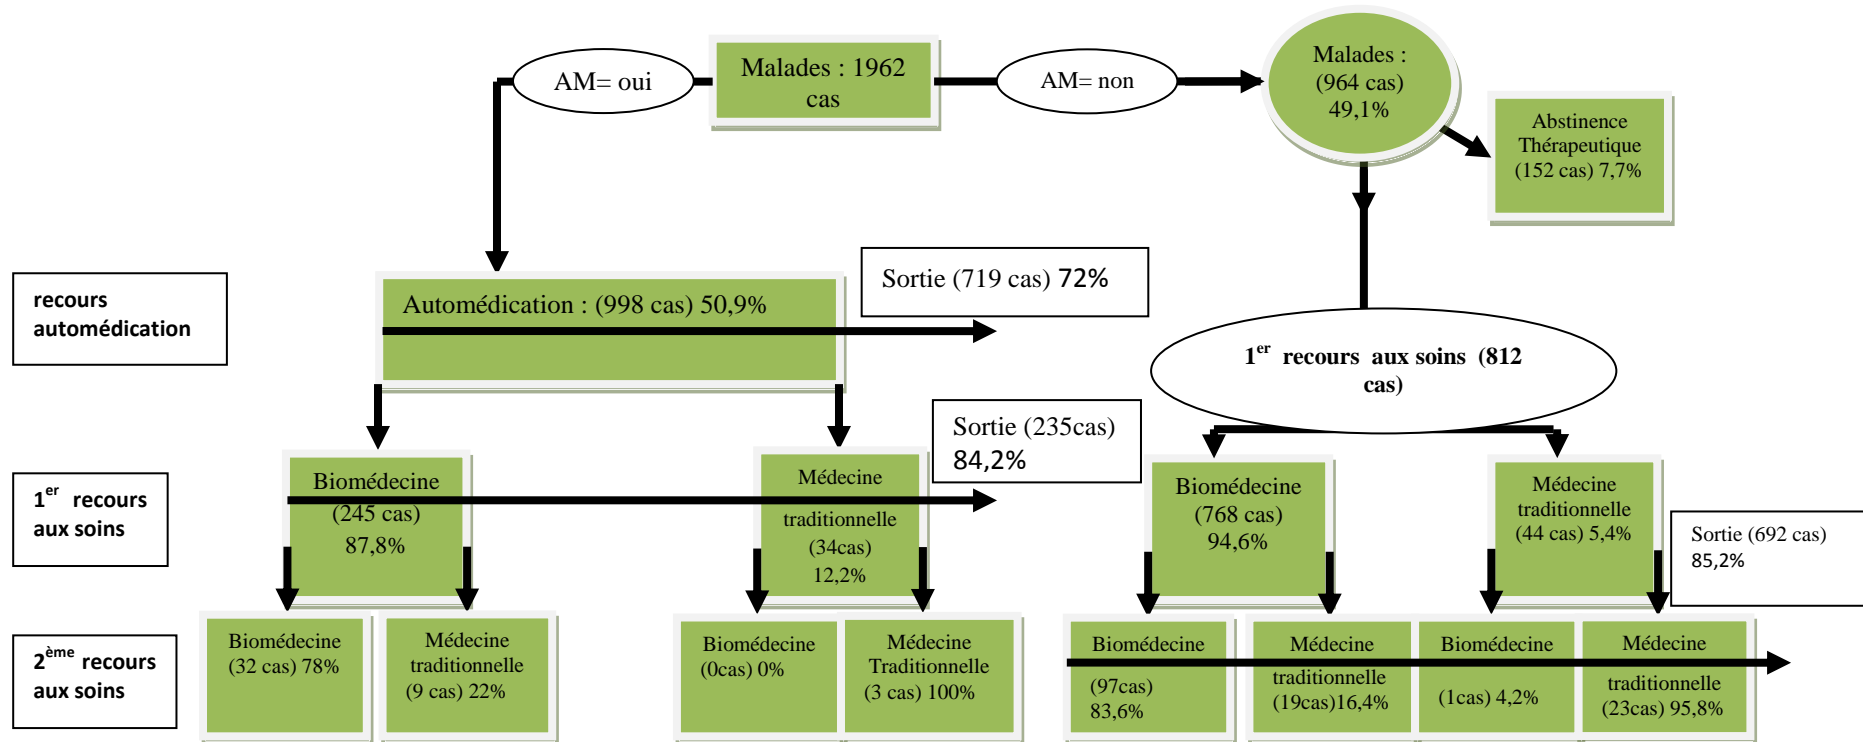 AM= oui
Malades : 1962
cas
AM= non
Malades :
(964 cas)
49,1%
Abstinence
Thérapeutique
(152 cas) 7,7%
recours
automédication
Automédication : (998 cas) 50,9%
Sortie (719 cas) 72%
1er recours aux soins (812
cas)
1er recours
aux soins
Biomédecine
(245 cas)
87,8%
Médecine
traditionnelle
(34cas)
12,2%
Sortie (235cas)
84,2%
Biomédecine
(768 cas)
94,6%
Médecine
traditionnelle
(44 cas) 5,4%
Sortie (692 cas)
85,2%
2ème recours
aux soins
Biomédecine
(32 cas) 78%
Médecine
traditionnelle
(9 cas) 22%
Biomédecine
(0cas) 0%
Médecine
Traditionnelle
(3 cas) 100%
Biomédecine
(97cas)
83,6%
Médecine
traditionnelle
(19cas)16,4%
Biomédecine
(1cas) 4,2%
Médecine
traditionnelle
(23cas) 95,8%